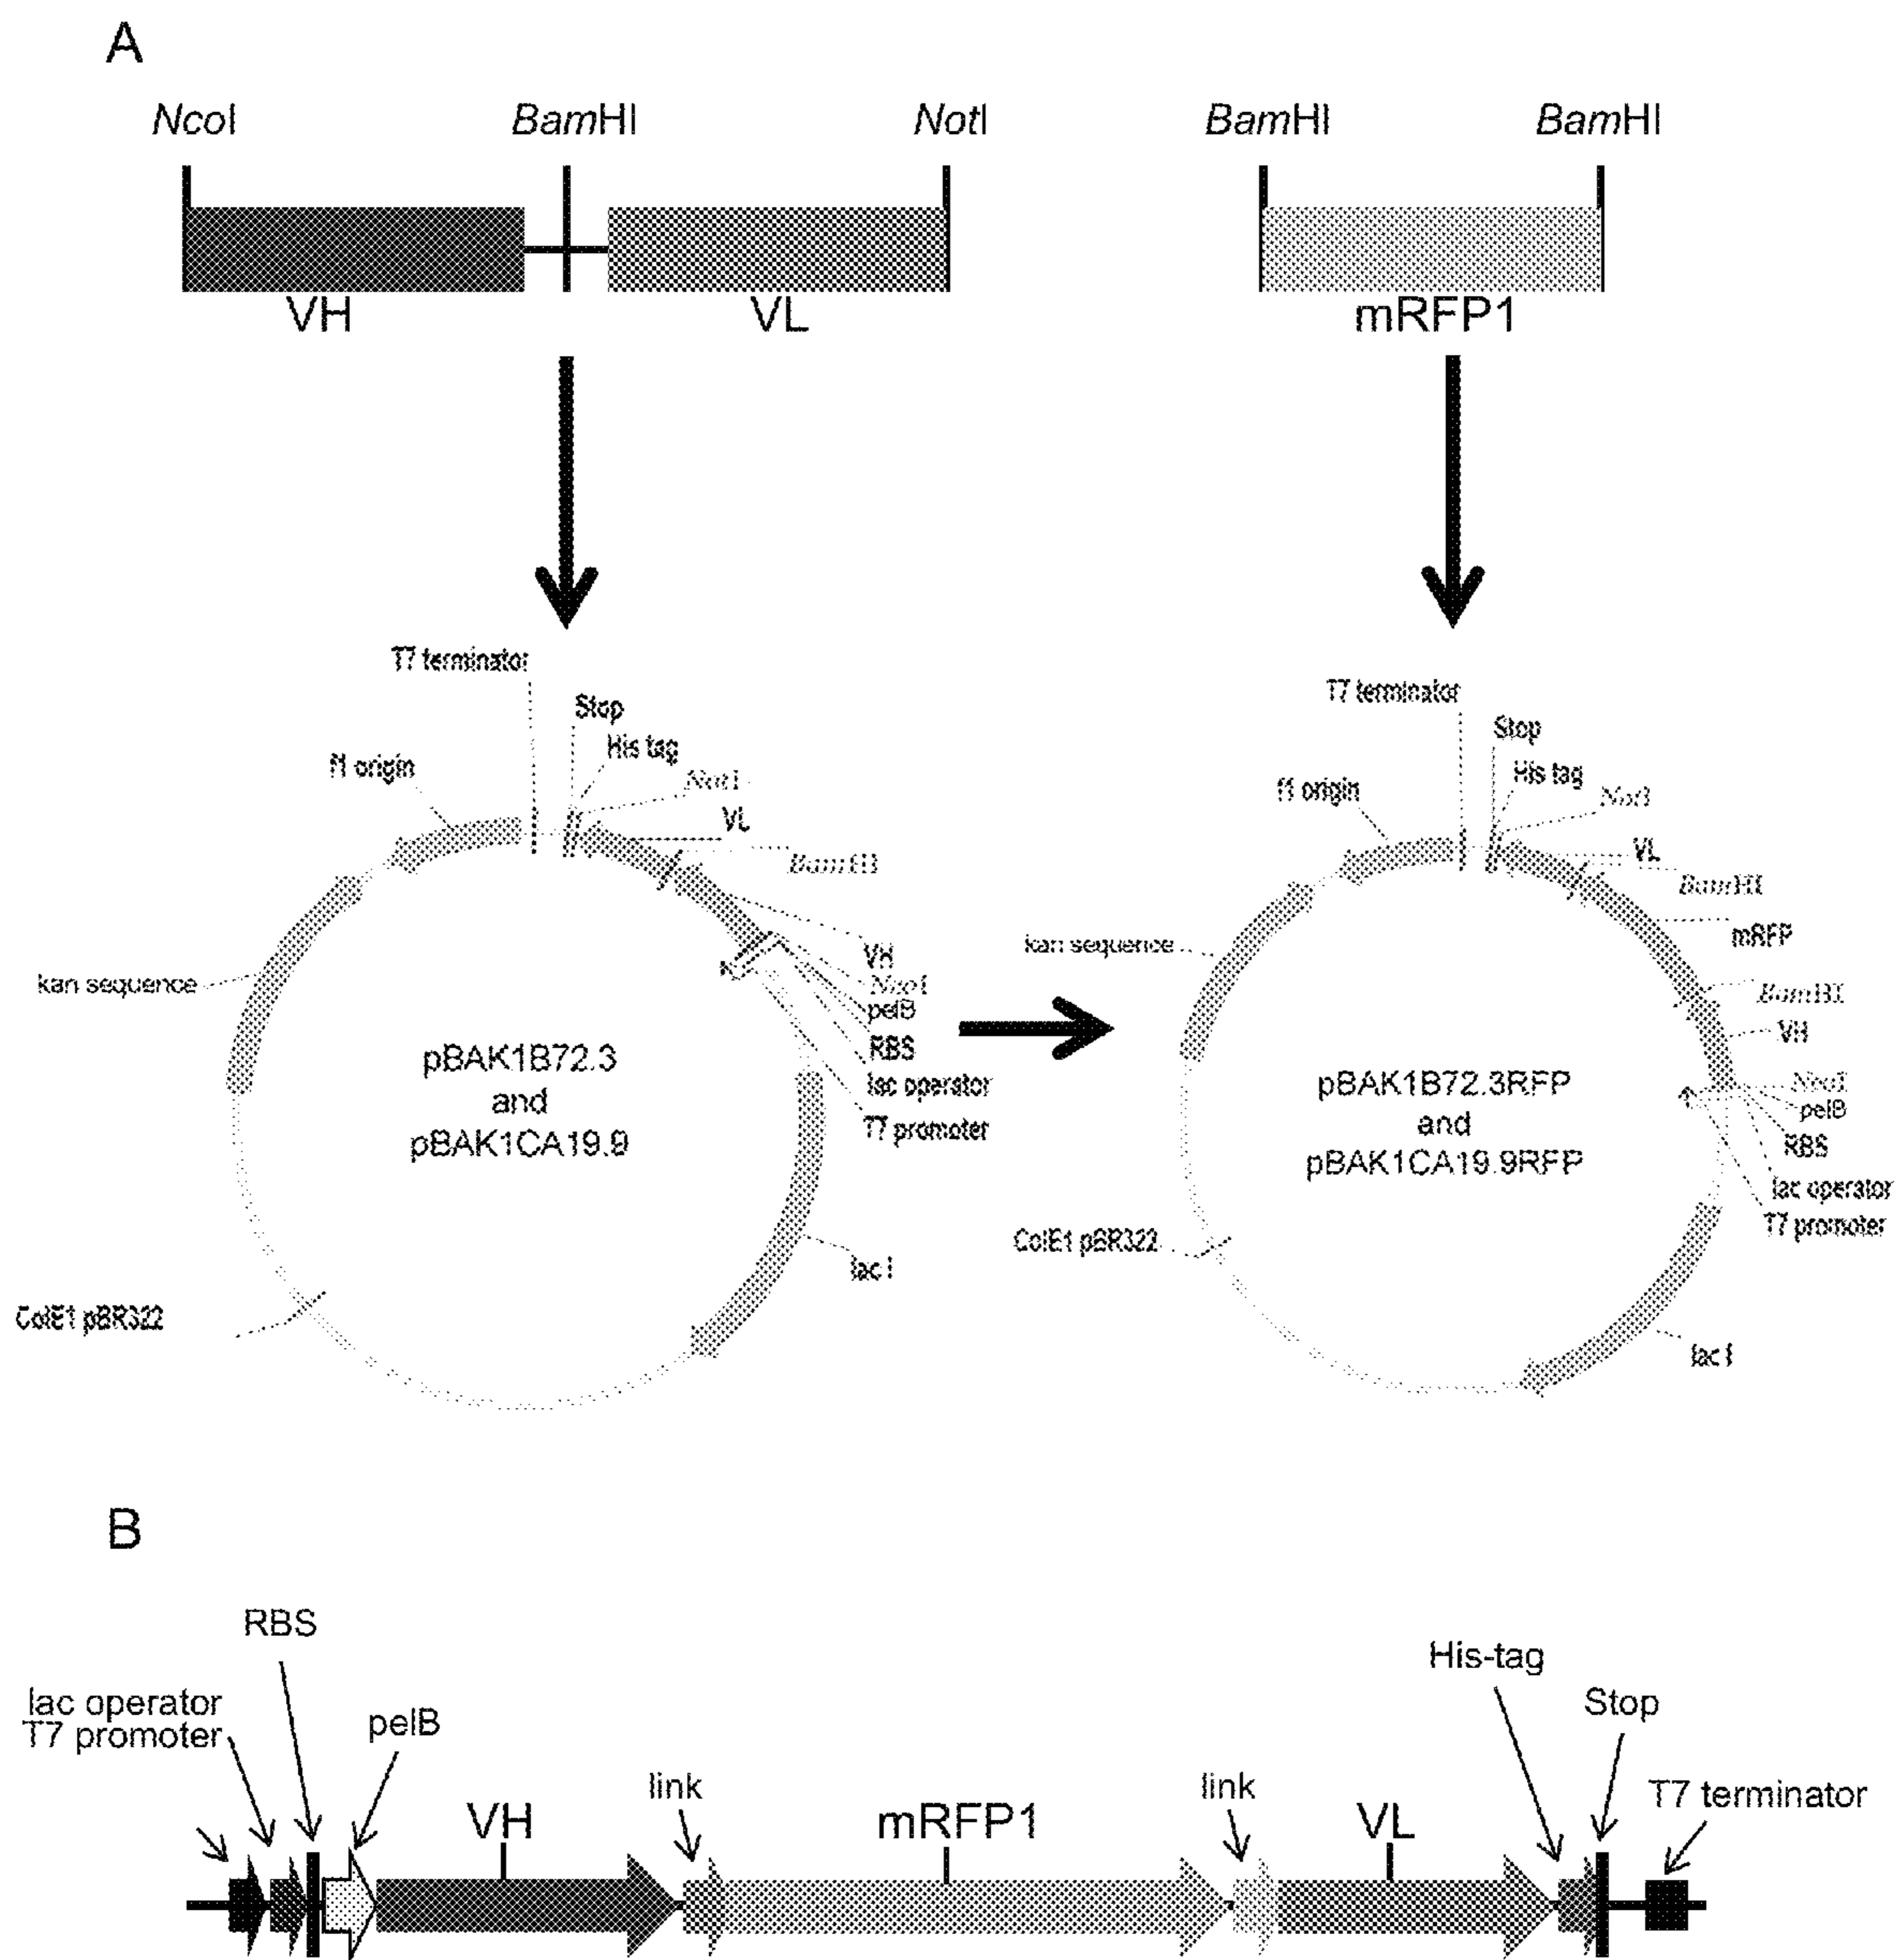 A
NcoI BamHI NotI BamHI BamHI
VH VL mRFP1
T7 terminator
Stop
His tag
NotI
f1 origin
VL
BamHI
kan sequence
VH
NcoI
pelB
RBS
lac operator
T7 promoter
pBAK1B72.3
and
pBAK1CA19.9
lac I
ColE1 pBR322
T7 terminator
Stop
His tag
NotI
f1 origin
VL
BamHI
mRFP
kan sequence
BamHI
VH
NcoI
pelB
RBS
lac operator
T7 promoter
pBAK1B72.3RFP
and
pBAK1CA19.9RFP
ColE1 pBR322
lac I
B
RBS
lac operator
T7 promoter
pelB
VH
link
mRFP1
link
VL
His-tag
Stop
T7 terminator